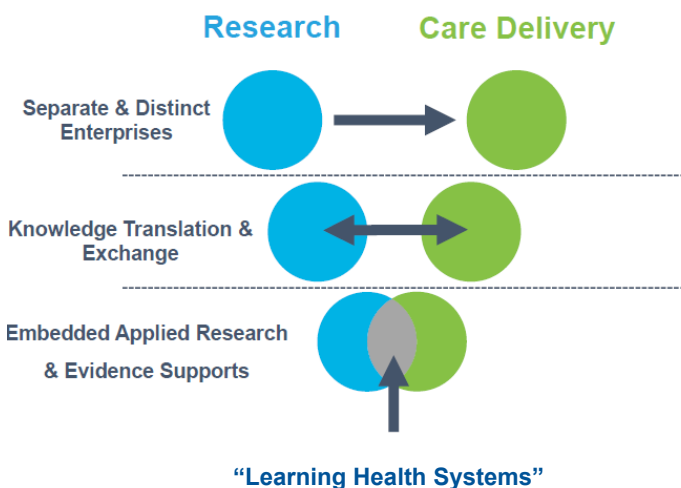 Research Care Delivery
Separate & Distinct
Enterprises
Knowledge Translation &
Exchange
Embedded Applied Research
& Evidence Supports
“Learning Health Systems”